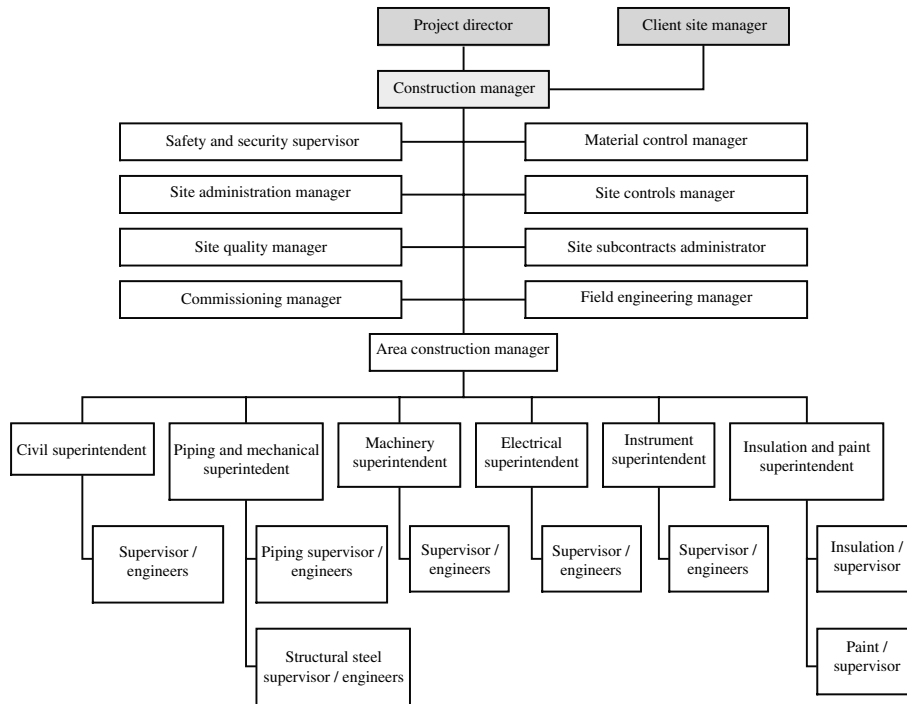 Project director
Client site manager
Construction manager
Safety and security supervisor
Material control manager
Site administration manager
Site controls manager
Site quality manager
Site subcontracts administrator
Commissioning manager
Field engineering manager
Area construction manager
Civil superintendent
Piping and mechanical
superintedent
Machinery
superintendent
Electrical
superintendent
Instrument
superintendent
Insulation and paint
superintendent
Supervisor /
engineers
Piping supervisor /
engineers
Supervisor /
engineers
Supervisor /
engineers
Supervisor /
engineers
Insulation /
supervisor
Structural steel
supervisor / engineers
Paint /
supervisor